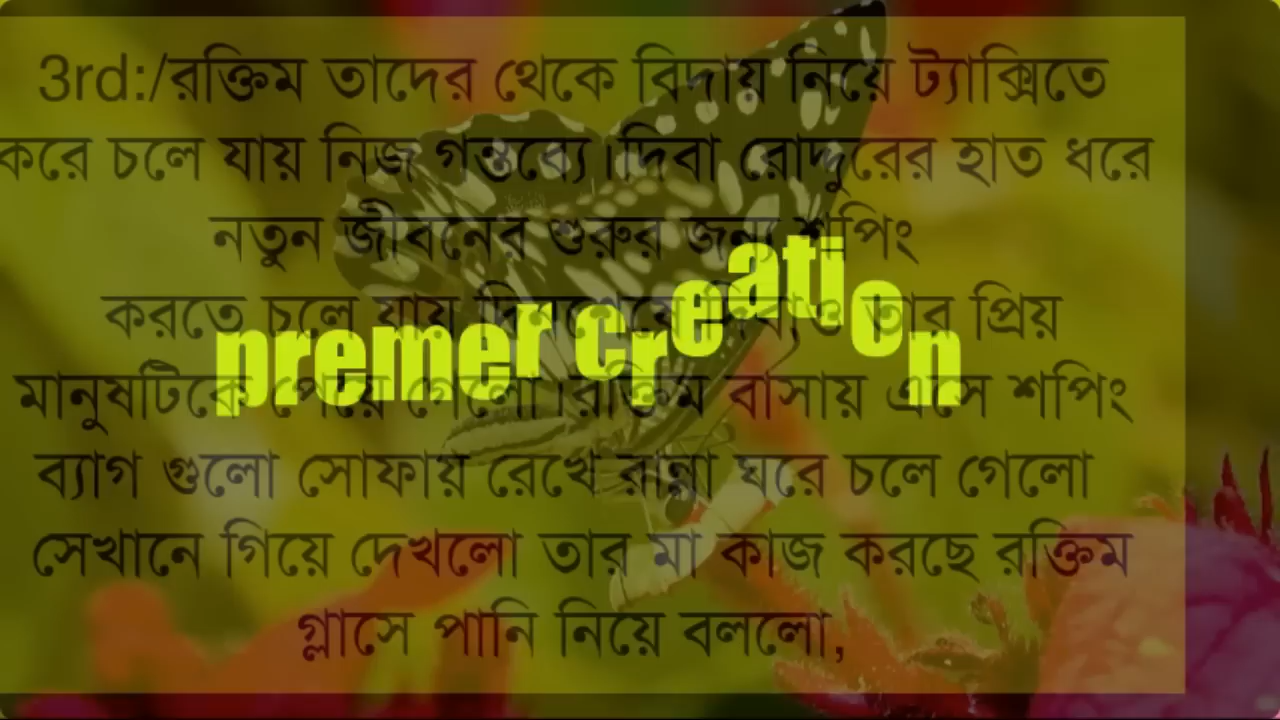 3rd:/রক্তিম তাদের থেকে বিদায় নিয়ে ট্যাক্সিতে
করে চলে যায় নিজ গন্তব্যে।দিবা রোদ্দুরের হাত ধরে
নতুন জীবনের শুরুর জন্য শপিং
করতে চলে যায় তার প্রিয়
মানুষটিকে পেয়ে গেলো।রক্তিম বাসায় এসে শপিং
ব্যাগ গুলো সোফায় রেখে রান্না ঘরে চলে গেলো
সেখানে গিয়ে দেখলো তার মা কাজ করছে রক্তিম
গ্লাসে পানি নিয়ে বললো,
premer creation